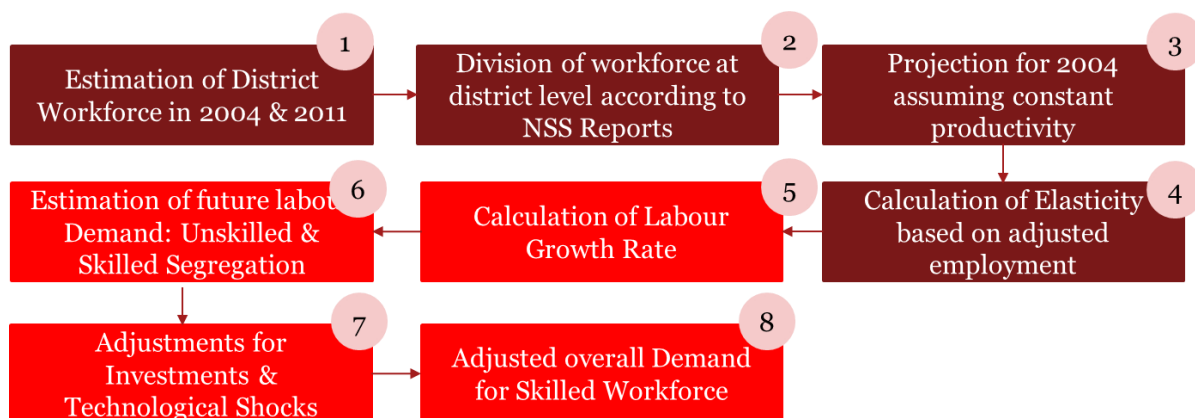 1
Estimation of District
Workforce in 2004 & 2011
2
Division of workforce at
district level according to
NSS Reports
3
Projection for 2004
assuming constant
productivity
4
Calculation of Elasticity
based on adjusted
employment
5
Calculation of Labour
Growth Rate
6
Estimation of future labou
Demand: Unskilled &
Skilled Segregation
7
Adjustments for
Investments &
Technological Shocks
8
Adjusted overall Demand
for Skilled Workforce